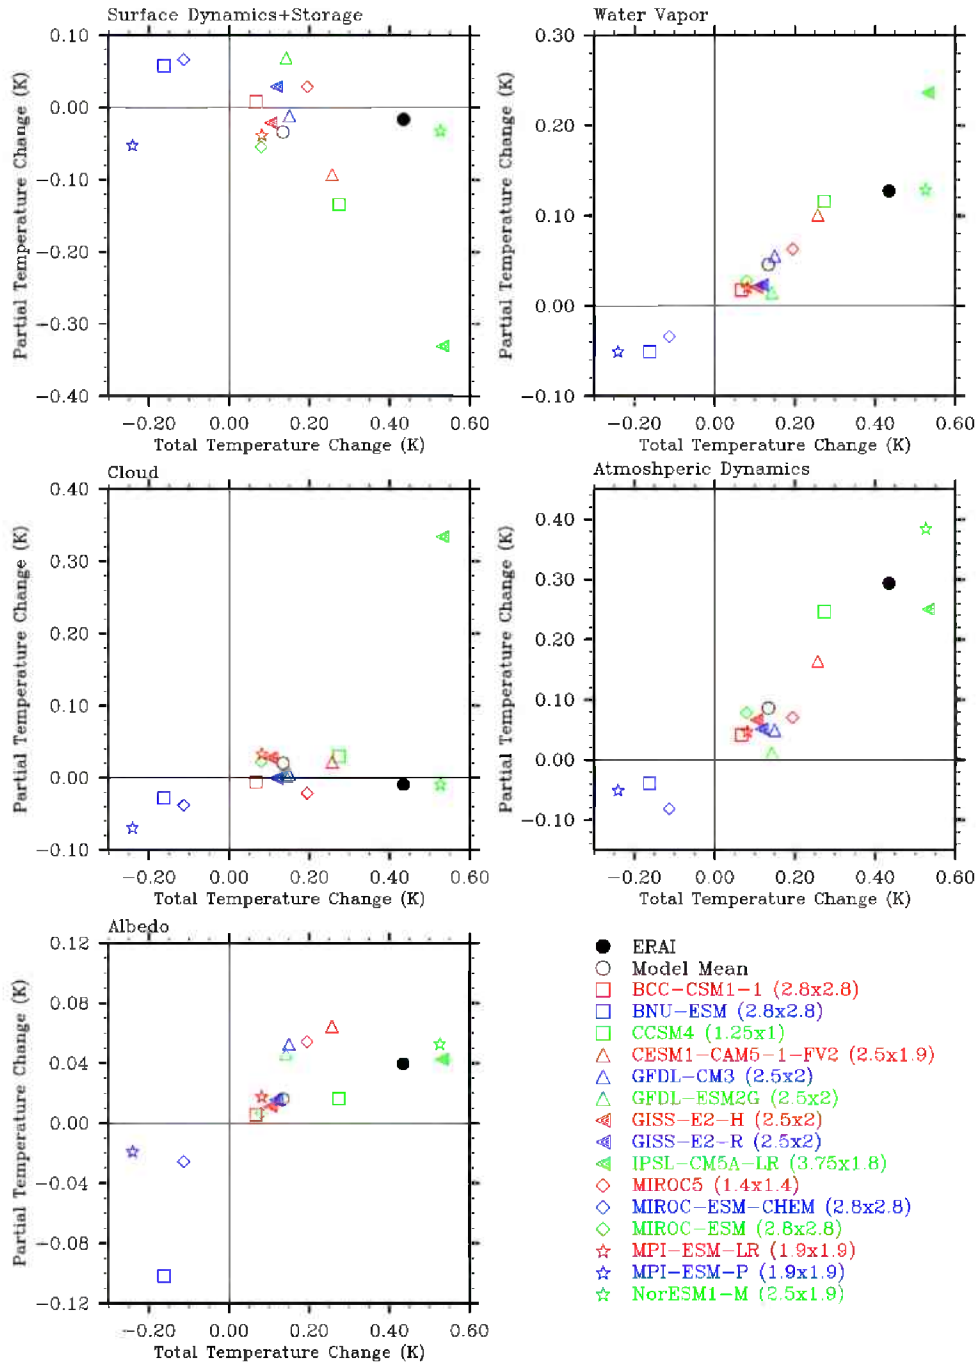 Surface Dynamics+Storage
Partial Temperature Change (K)
0.10
0.00
−0.10
−0.20
−0.30
−0.40
−0.20 0.00 0.20 0.40 0.60
Total Temperature Change (K)
Water Vapor
Partial Temperature Change (K)
0.30
0.20
0.10
0.00
−0.10
−0.20 0.00 0.20 0.40 0.60
Total Temperature Change (K)
Cloud
Partial Temperature Change (K)
0.40
0.30
0.20
0.10
0.00
−0.10
−0.20 0.00 0.20 0.40 0.60
Total Temperature Change (K)
Atmoshperic Dynamics
Partial Temperature Change (K)
0.40
0.30
0.20
0.10
0.00
−0.10
−0.20 0.00 0.20 0.40 0.60
Total Temperature Change (K)
Albedo
Partial Temperature Change (K)
0.12
0.08
0.04
0.00
−0.04
−0.08
−0.12
−0.20 0.00 0.20 0.40 0.60
Total Temperature Change (K)
ERAI
Model Mean
BCC−CSM1−1 (2.8x2.8)
BNU−ESM (2.8x2.8)
CCSM4 (1.25x1)
CESM1−CAM5−1−FV2 (2.5x1.9)
GFDL−CM3 (2.5x2)
GFDL−ESM2G (2.5x2)
GISS−E2−H (2.5x2)
GISS−E2−R (2.5x2)
IPSL−CM5A−LR (3.75x1.8)
MIROC5 (1.4x1.4)
MIROC−ESM−CHEM (2.8x2.8)
MIROC−ESM (2.8x2.8)
MPI−ESM−LR (1.9x1.9)
MPI−ESM−P (1.9x1.9)
NorESM1−M (2.5x1.9)